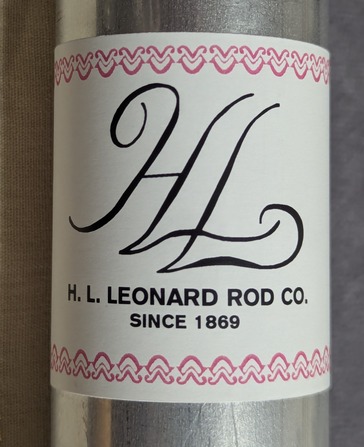 HL
H. L. LEONARD ROD CO.
SINCE 1869